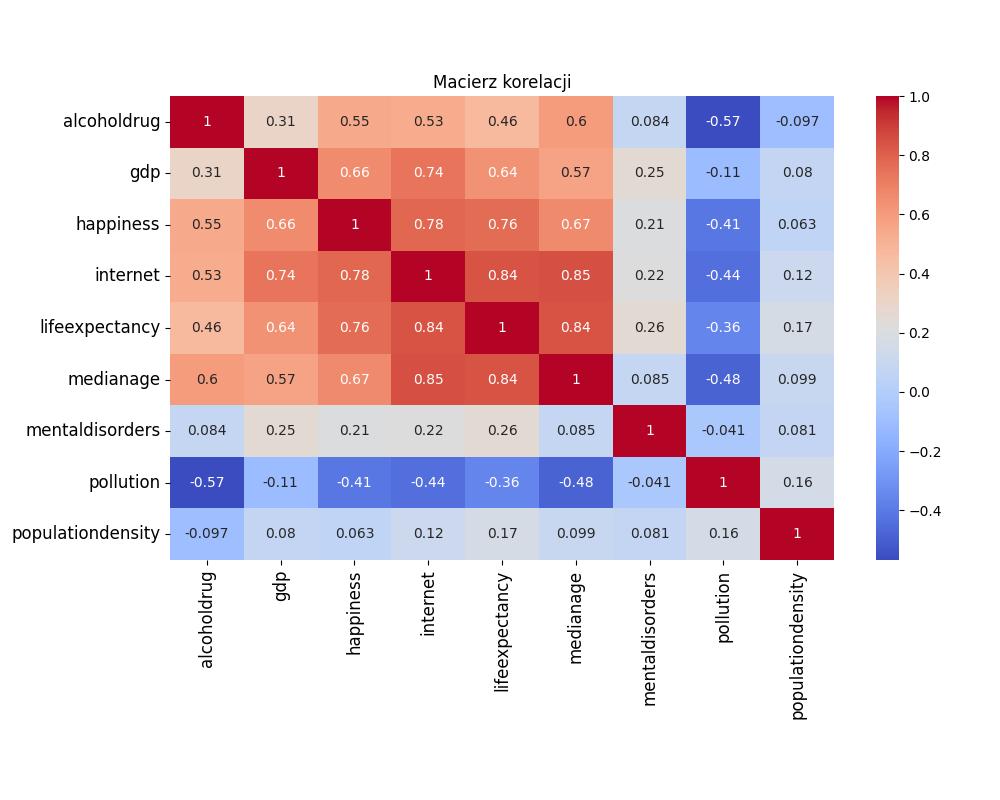 Macierz korelacji
alcoholdrug 1 0.31 0.55 0.53 0.46 0.6 0.084 -0.57 -0.097
gdp 0.31 1 0.66 0.74 0.64 0.57 0.25 -0.11 0.08
happiness 0.55 0.66 1 0.78 0.76 0.67 0.21 -0.41 0.063
internet 0.53 0.74 0.78 1 0.84 0.85 0.22 -0.44 0.12
lifeexpectancy 0.46 0.64 0.76 0.84 1 0.84 0.26 -0.36 0.17
medianage 0.6 0.57 0.67 0.85 0.84 1 0.085 -0.48 0.099
mentaldisorders 0.084 0.25 0.21 0.22 0.26 0.085 1 -0.041 0.081
pollution -0.57 -0.11 -0.41 -0.44 -0.36 -0.48 -0.041 1 0.16
populationdensity -0.097 0.08 0.063 0.12 0.17 0.099 0.081 0.16 1
alcoholdrug
gdp
happiness
internet
lifeexpectancy
medianage
mentaldisorders
pollution
populationdensity
1.0
0.8
0.6
0.4
0.2
0.0
−0.2
−0.4